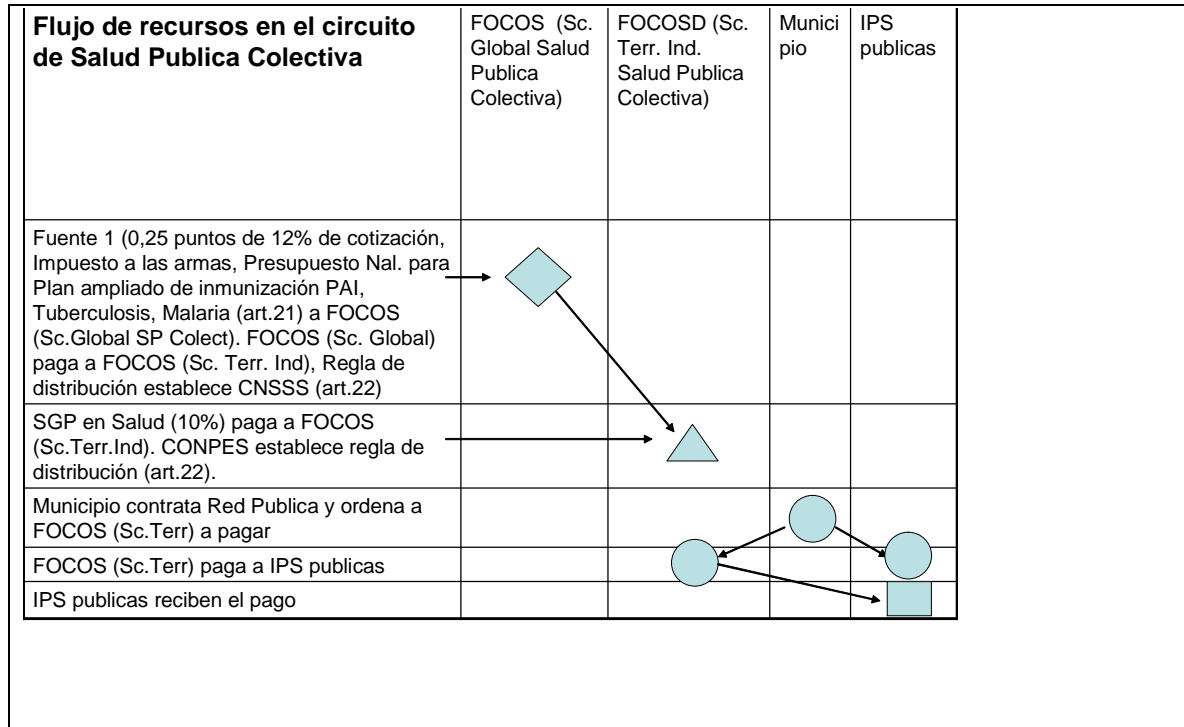 Flujo de recursos en el circuito
de Salud Publica Colectiva
FOCOS (Sc.
Global Salud
Publica
Colectiva)
FOCOSD (Sc.
Terr. Ind.
Salud Publica
Colectiva)
Munici
pio
IPS
publicas
Fuente 1 (0,25 puntos de 12% de cotización,
Impuesto a las armas, Presupuesto Nal. para
Plan ampliado de inmunización PAI,
Tuberculosis, Malaria (art.21) a FOCOS
(Sc.Global SP Colect). FOCOS (Sc. Global)
paga a FOCOS (Sc. Terr. Ind), Regla de
distribución establece CNSSS (art.22)
SGP en Salud (10%) paga a FOCOS
(Sc.Terr.Ind). CONPES establece regla de
distribución (art.22).
Municipio contrata Red Publica y ordena a
FOCOS (Sc.Terr) a pagar
FOCOS (Sc.Terr) paga a IPS publicas
IPS publicas reciben el pago